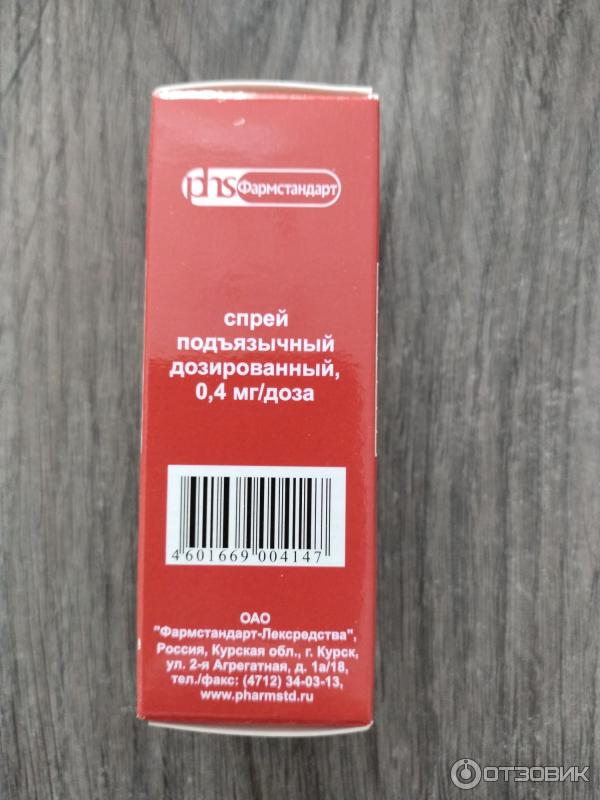 phs Фармстандарт
спрей
подъязычный
дозированный,
0,4 мг/доза
4 601669 004147
ОАО
"Фармстандарт-Лексредства",
Россия, Курская обл., г. Курск,
ул. 2-я Агрегатная, д. 1а/18,
тел./факс: (4712) 34-03-13,
www.pharmstd.ru
ОТЗОВИК